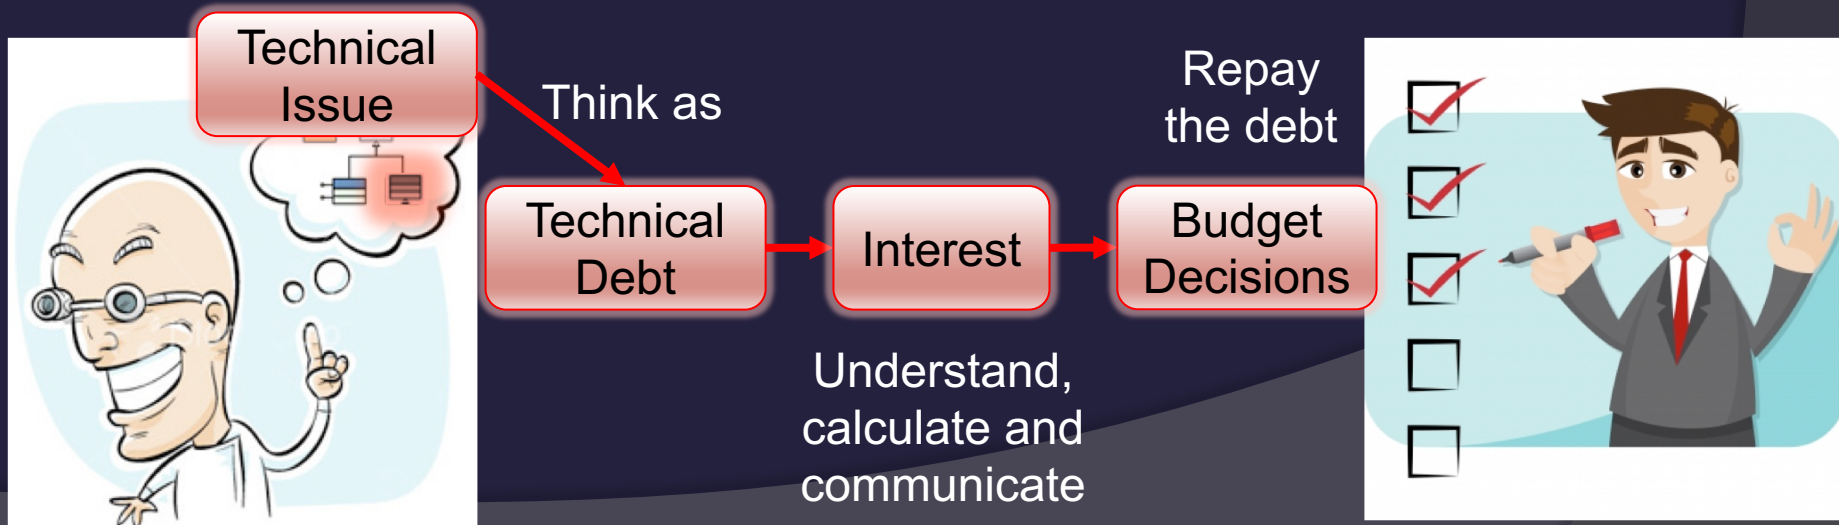 Technical
Issue
Think as
Repay
the debt
Technical
Debt
Interest
Budget
Decisions
Understand,
calculate and
communicate